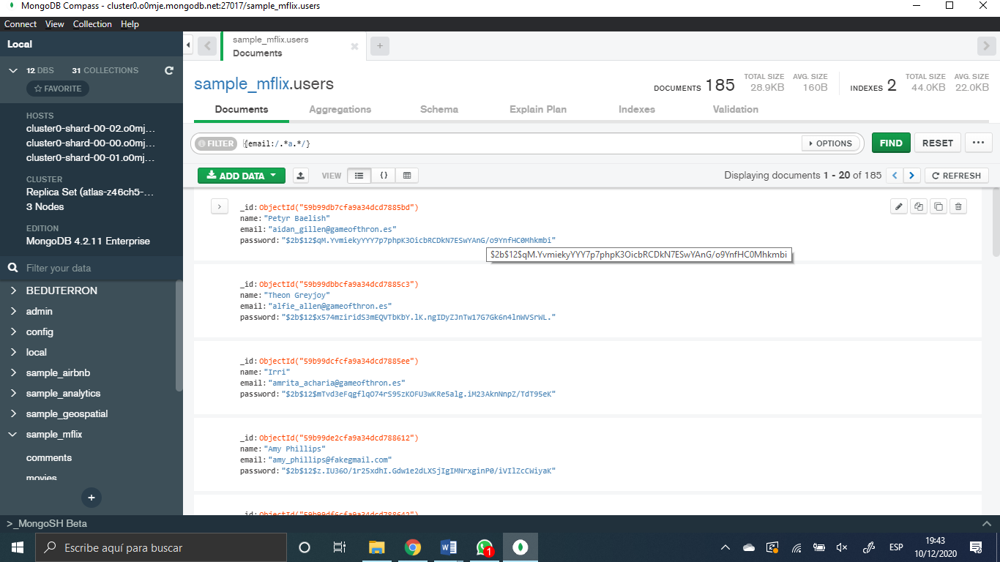 MongoDB Compass - cluster0.o0mje.mongodb.net:27017/sample_mflix.users
Connect View Collection Help
Local
12 DBS 31 COLLECTIONS
FAVORITE
HOSTS
cluster0-shard-00-02.o0mj...
cluster0-shard-00-00.o0mj...
cluster0-shard-00-01.o0mj...
CLUSTER
Replica Set (atlas-z46ch5-...
3 Nodes
EDITION
MongoDB 4.2.11 Enterprise
Filter your data
BEDUTERRON
admin
config
local
sample_airbnb
sample_analytics
sample_geospatial
sample_mflix
comments
movies
sample_mflix.users
Documents
sample_mflix.users
DOCUMENTS 185 TOTAL SIZE 28.9KB AVG. SIZE 160B INDEXES 2 TOTAL SIZE 44.0KB AVG. SIZE 22.0KB
Documents Aggregations Schema Explain Plan Indexes Validation
FILTER {email:/.*a.*/} OPTIONS FIND RESET ...
ADD DATA VIEW {} Displaying documents 1 - 20 of 185 REFRESH
_id:ObjectId("59b99db7cfa9a34dcd7885bd")
name:"Petyr Baelish"
email:"aidan_gillen@gameofthron.es"
password:"$2b$12$qM.YvmiekyYYY7p7phpK3OicbRCDkN7ESwYAnG/o9YnfHC0Mhkmbi"
$2b$12$qM.YvmiekyYYY7p7phpK3OicbRCDkN7ESwYAnG/o9YnfHC0Mhkmbi
_id:ObjectId("59b99dbbcfa9a34dcd7885c3")
name:"Theon Greyjoy"
email:"alfie_allen@gameofthron.es"
password:"$2b$12$x574mziridS3mEQVTbKbY.lK.ngIDyZJnTw17G7Gk6n4lnWVSrWL."
_id:ObjectId("59b99dcfcfa9a34dcd7885ee")
name:"Irri"
email:"amrita_acharia@gameofthron.es"
password:"$2b$12$mTvd3eFqgflqO74rS95zKOFU3wKRe5alg.iM23AknNnpZ/TdT95eK"
_id:ObjectId("59b99de2cfa9a34dcd788612")
name:"Amy Phillips"
email:"amy_phillips@fakegmail.com"
password:"$2b$12$z.IU36O/1r25xdhI.Gdw1e2dLXSjIgIMNrxginP0/iVIlZcCWiyaK"
_id:ObjectId("59b99df6cfa9a34dcd788642")
>_MongoSH Beta
Escribe aquí para buscar
1
ESP
19:43
10/12/2020